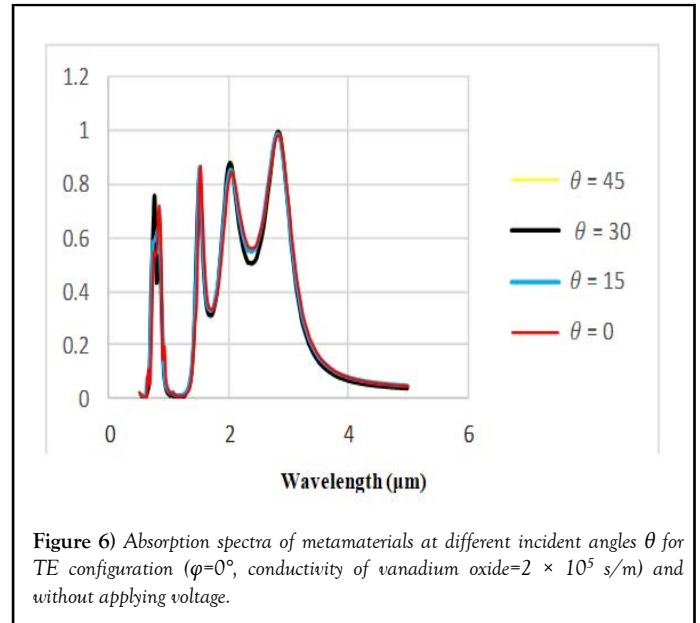 1.2
1
0.8
0.6
0.4
0.2
0
0 2 4 6
θ = 45
θ = 30
θ = 15
θ = 0
Wavelength (µm)
Figure 6) Absorption spectra of metamaterials at different incident angles θ for
TE configuration (φ=0°, conductivity of vanadium oxide=2 × 10⁵ s/m) and
without applying voltage.